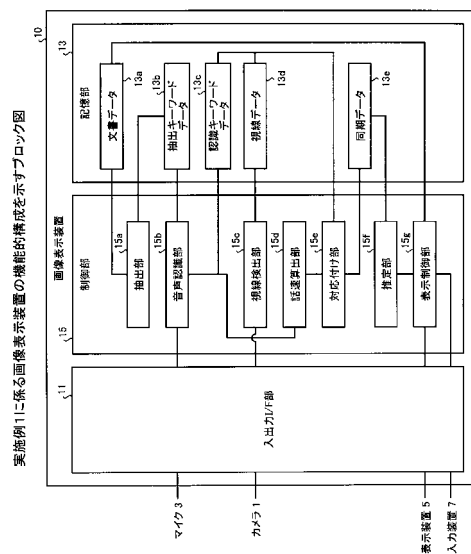 実施例1に係る画像表示装置の機能的構成を示すブロック図
10
画像表示装置
11
入出力I/F部
15
制御部
15a
抽出部
15b
音声認識部
15c
視線検出部
15d
話速算出部
15e
対応付け部
15f
推定部
15g
表示制御部
13
記憶部
文書データ
13a
抽出キーワード
データ
13b
認識キーワード
データ
13c
視線データ
13d
同期データ
13e
マイク 3
カメラ 1
表示装置 5
入力装置 7